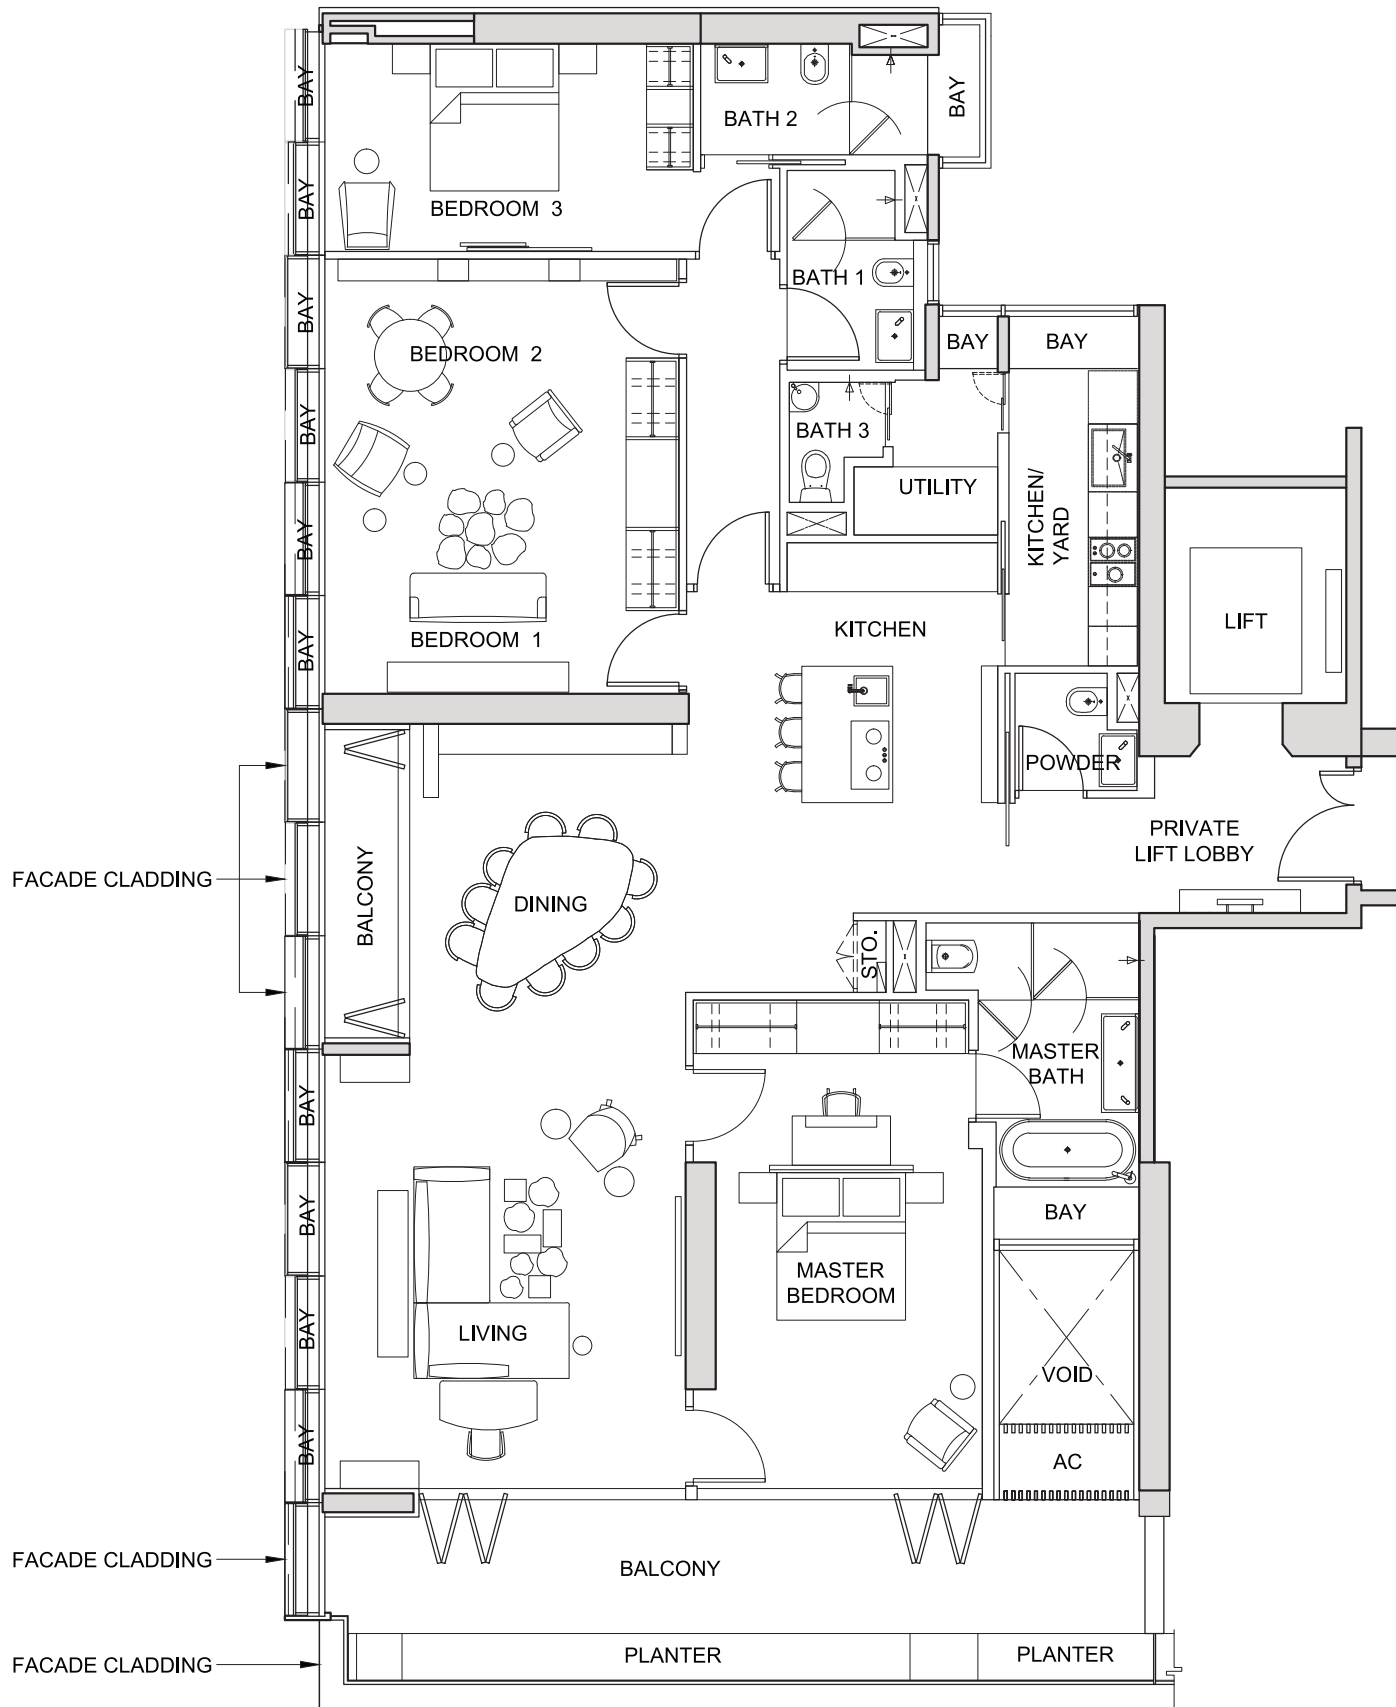 BAY
BATH 2
BAY
BAY
BEDROOM 3
BATH 1
BAY
BEDROOM 2
BAY
BAY
BAY
BATH 3
UTILITY
KITCHEN/
YARD
BAY
BAY
BEDROOM 1
KITCHEN
LIFT
POWDER
PRIVATE
LIFT LOBBY
FACADE CLADDING
BALCONY
DINING
STO.
MASTER
BATH
BAY
BAY
BAY
MASTER
BEDROOM
LIVING
BAY
VOID
BAY
AC
FACADE CLADDING
BALCONY
FACADE CLADDING
PLANTER
PLANTER